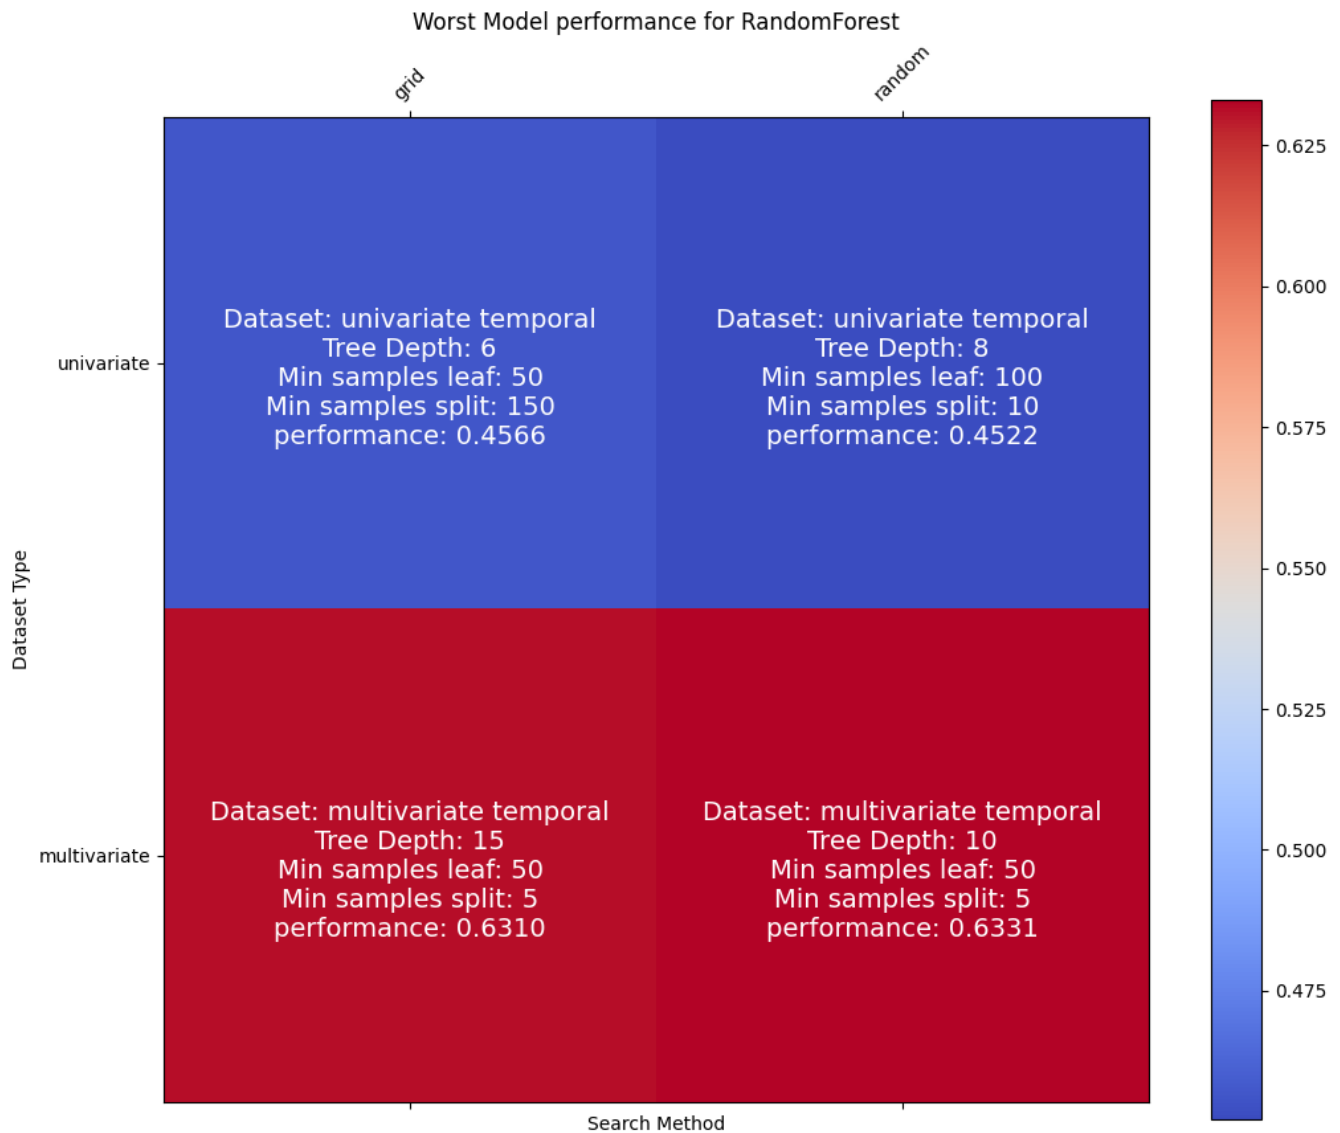 Worst Model performance for RandomForest
grid
random
univariate
Dataset: univariate temporal
Tree Depth: 6
Min samples leaf: 50
Min samples split: 150
performance: 0.4566
Dataset: univariate temporal
Tree Depth: 8
Min samples leaf: 100
Min samples split: 10
performance: 0.4522
multivariate
Dataset: multivariate temporal
Tree Depth: 15
Min samples leaf: 50
Min samples split: 5
performance: 0.6310
Dataset: multivariate temporal
Tree Depth: 10
Min samples leaf: 50
Min samples split: 5
performance: 0.6331
Dataset Type
Search Method
0.625
0.600
0.575
0.550
0.525
0.500
0.475